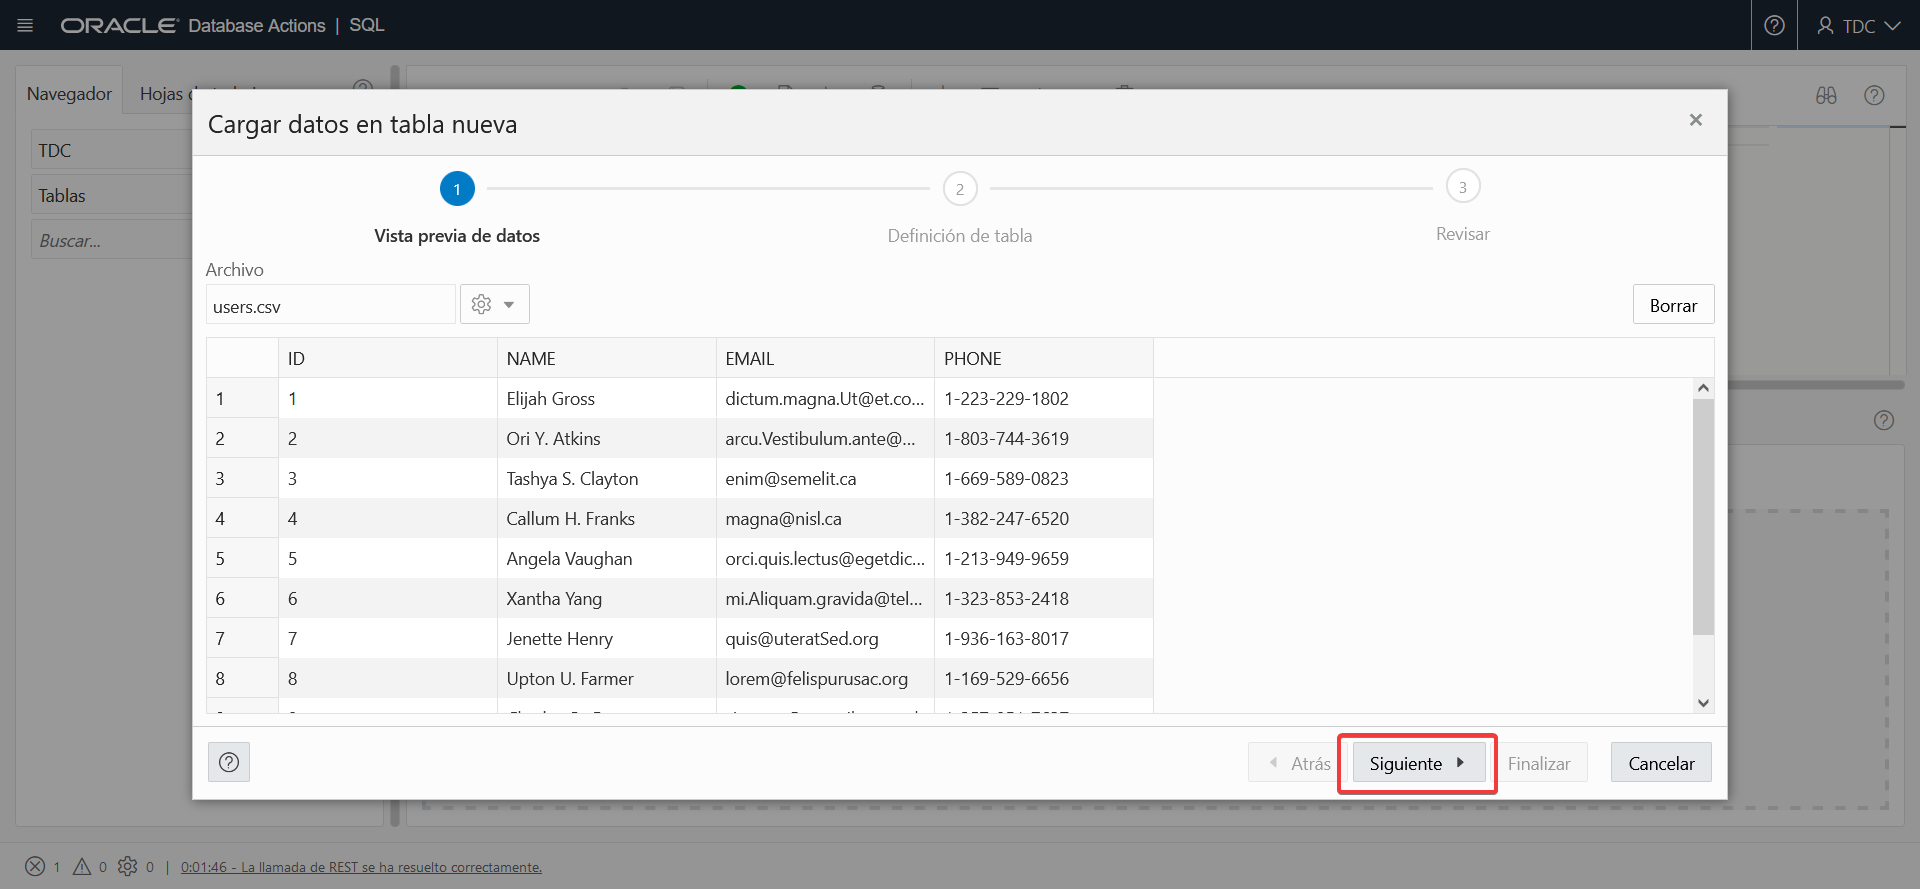 ORACLE Database Actions | SQL
TDC
Navegador
Hojas
TDC
Tablas
Buscar...
Cargar datos en tabla nueva
1
2
3
Vista previa de datos
Definición de tabla
Revisar
Archivo
users.csv
Borrar
ID NAME EMAIL PHONE
1 1 Elijah Gross dictum.magna.Ut@et.co... 1-223-229-1802
2 2 Ori Y. Atkins arcu.Vestibulum.ante@... 1-803-744-3619
3 3 Tashya S. Clayton enim@semelit.ca 1-669-589-0823
4 4 Callum H. Franks magna@nisl.ca 1-382-247-6520
5 5 Angela Vaughan orci.quis.lectus@egetdic... 1-213-949-9659
6 6 Xantha Yang mi.Aliquam.gravida@tel... 1-323-853-2418
7 7 Jenette Henry quis@uteratSed.org 1-936-163-8017
8 8 Upton U. Farmer lorem@felispurusac.org 1-169-529-6656
Atrás
Siguiente
Finalizar
Cancelar
1 0 0 | 0:01:46 - La llamada de REST se ha resuelto correctamente.